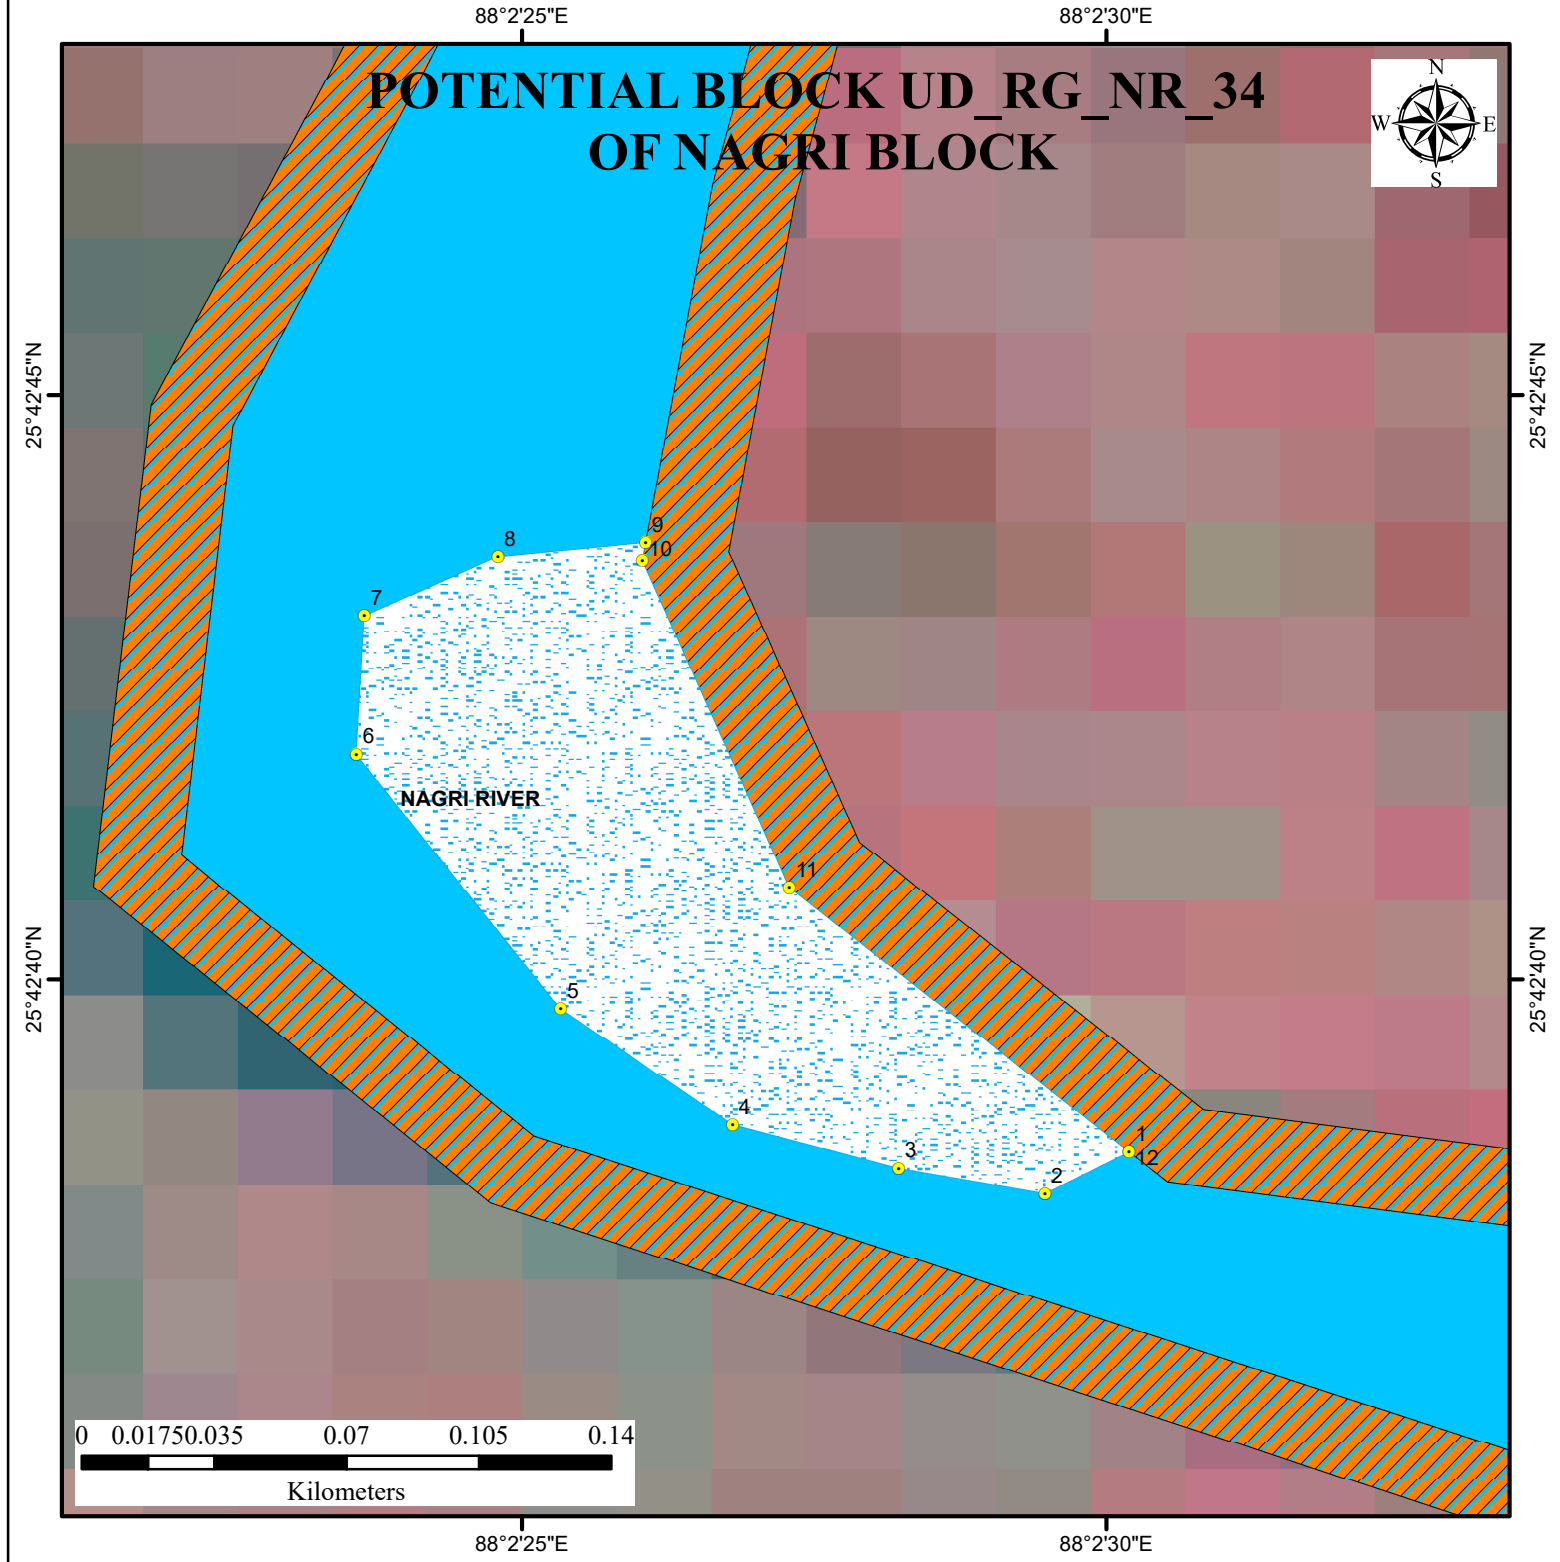 88°2'25"E
88°2'30"E
POTENTIAL BLOCK UD_RG_NR_34
OF NAGRI BLOCK
N
W
E
S
25°42'45"N
25°42'45"N
9
8
10
7
6
NAGRI RIVER
11
25°42'40"N
25°42'40"N
5
4
1
12
3
2
0 0.0175 0.035 0.07 0.105 0.14
Kilometers
88°2'25"E
88°2'30"E